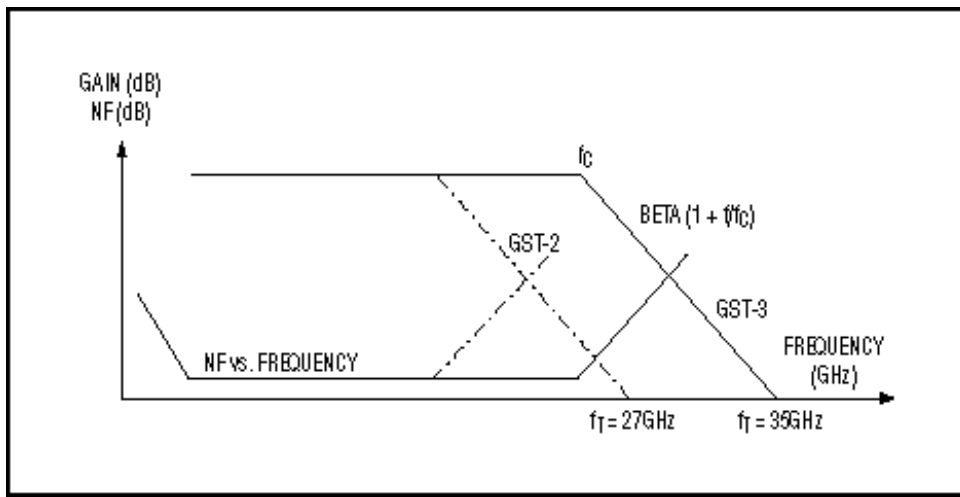 GAIN (dB)
NF (dB)
fC
BETA (1 + f/fC)
GST-2
GST-3
NF vs. FREQUENCY
FREQUENCY
(GHz)
fT = 27GHz
fT = 35GHz